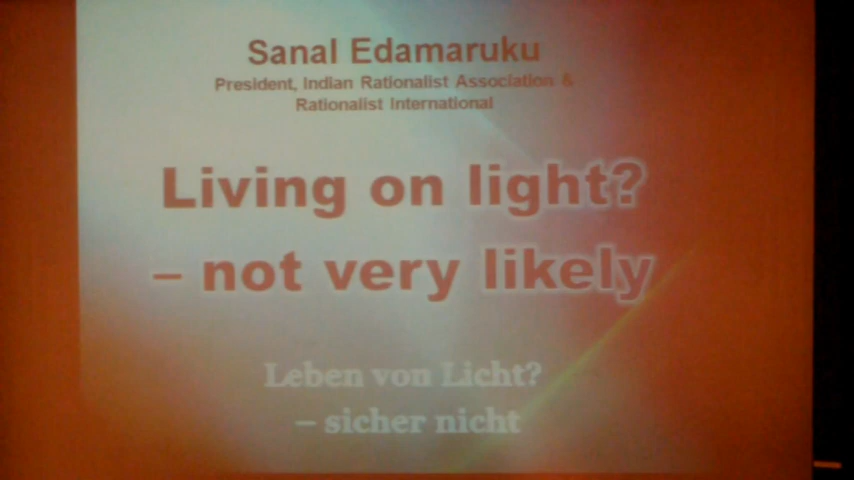 Sanal Edamaruku
President, Indian Rationalist Association &
Rationalist International
Living on light?
– not very likely
Leben von Licht?
– sicher nicht